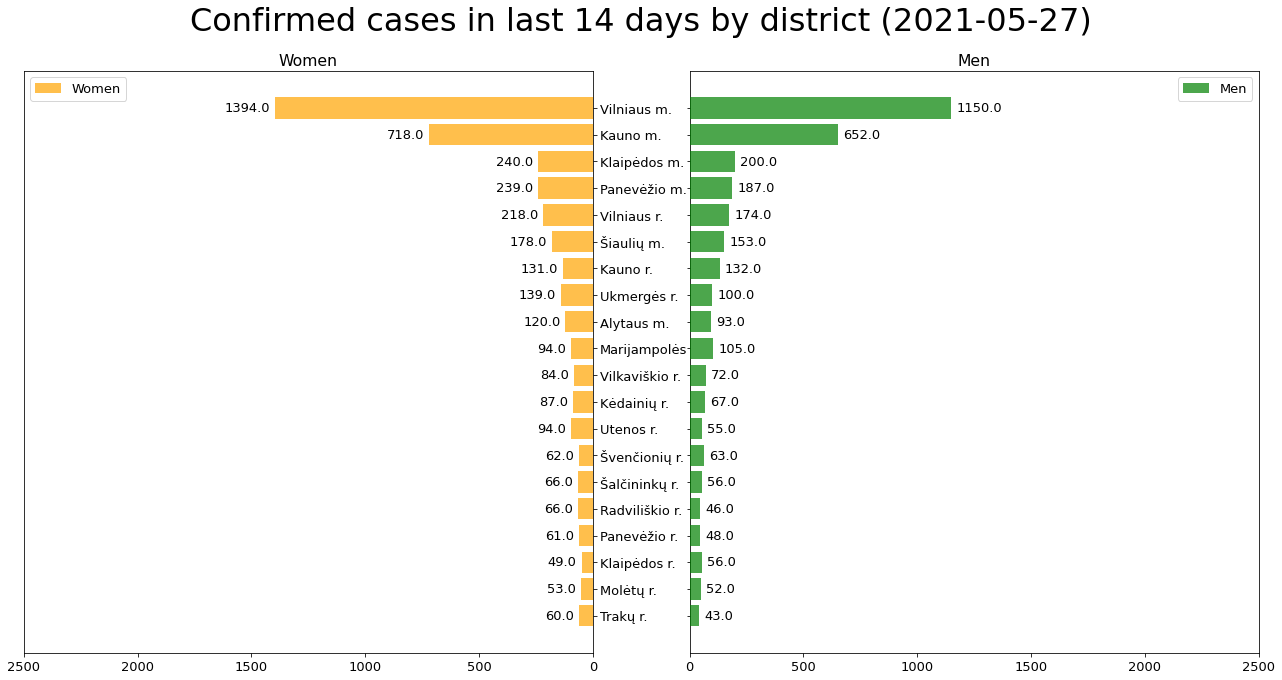 Confirmed cases in last 14 days by district (2021-05-27)
Women Men
Women Men
1394.0 Vilniaus m. 1150.0
718.0 Kauno m. 652.0
240.0 Klaipėdos m. 200.0
239.0 Panevėžio m. 187.0
218.0 Vilniaus r. 174.0
178.0 Šiaulių m. 153.0
131.0 Kauno r. 132.0
139.0 Ukmergės r. 100.0
120.0 Alytaus m. 93.0
94.0 Marijampolės 105.0
84.0 Vilkaviškio r. 72.0
87.0 Kėdainių r. 67.0
94.0 Utenos r. 55.0
62.0 Švenčionių r. 63.0
66.0 Šalčininkų r. 56.0
66.0 Radviliškio r. 46.0
61.0 Panevėžio r. 48.0
49.0 Klaipėdos r. 56.0
53.0 Molėtų r. 52.0
60.0 Trakų r. 43.0
2500 2000 1500 1000 500 0 0 500 1000 1500 2000 2500